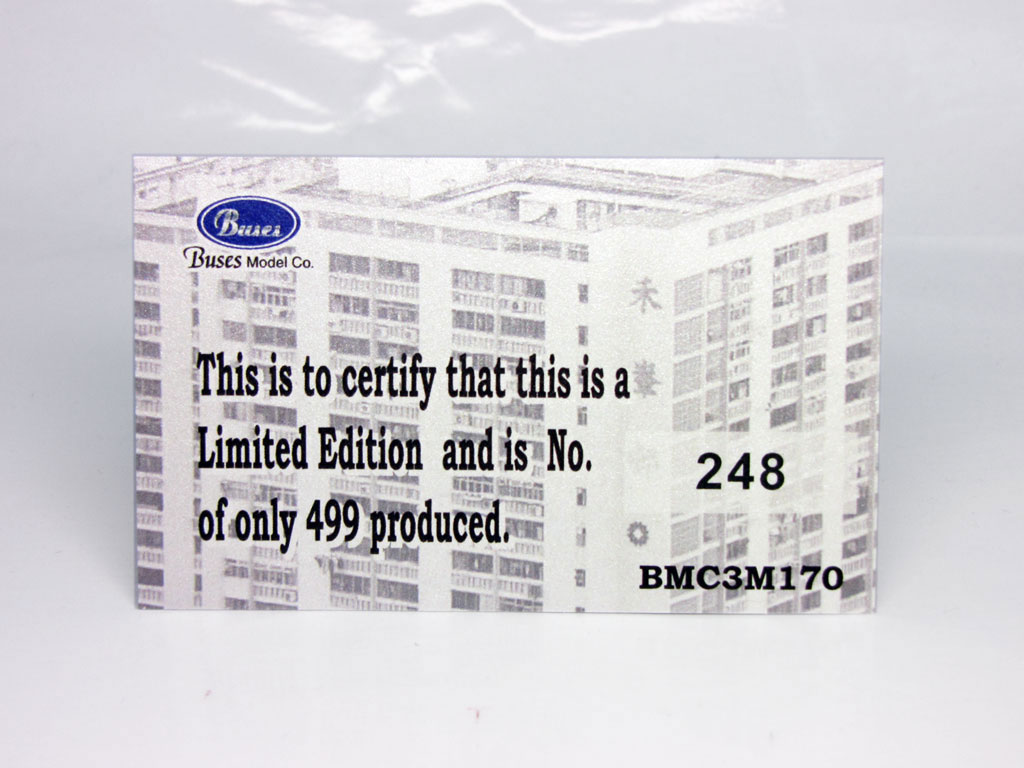 Buses
Buses Model Co.
This is to certify that this is a
Limited Edition and is No.
248
of only 499 produced.
BMC3M170